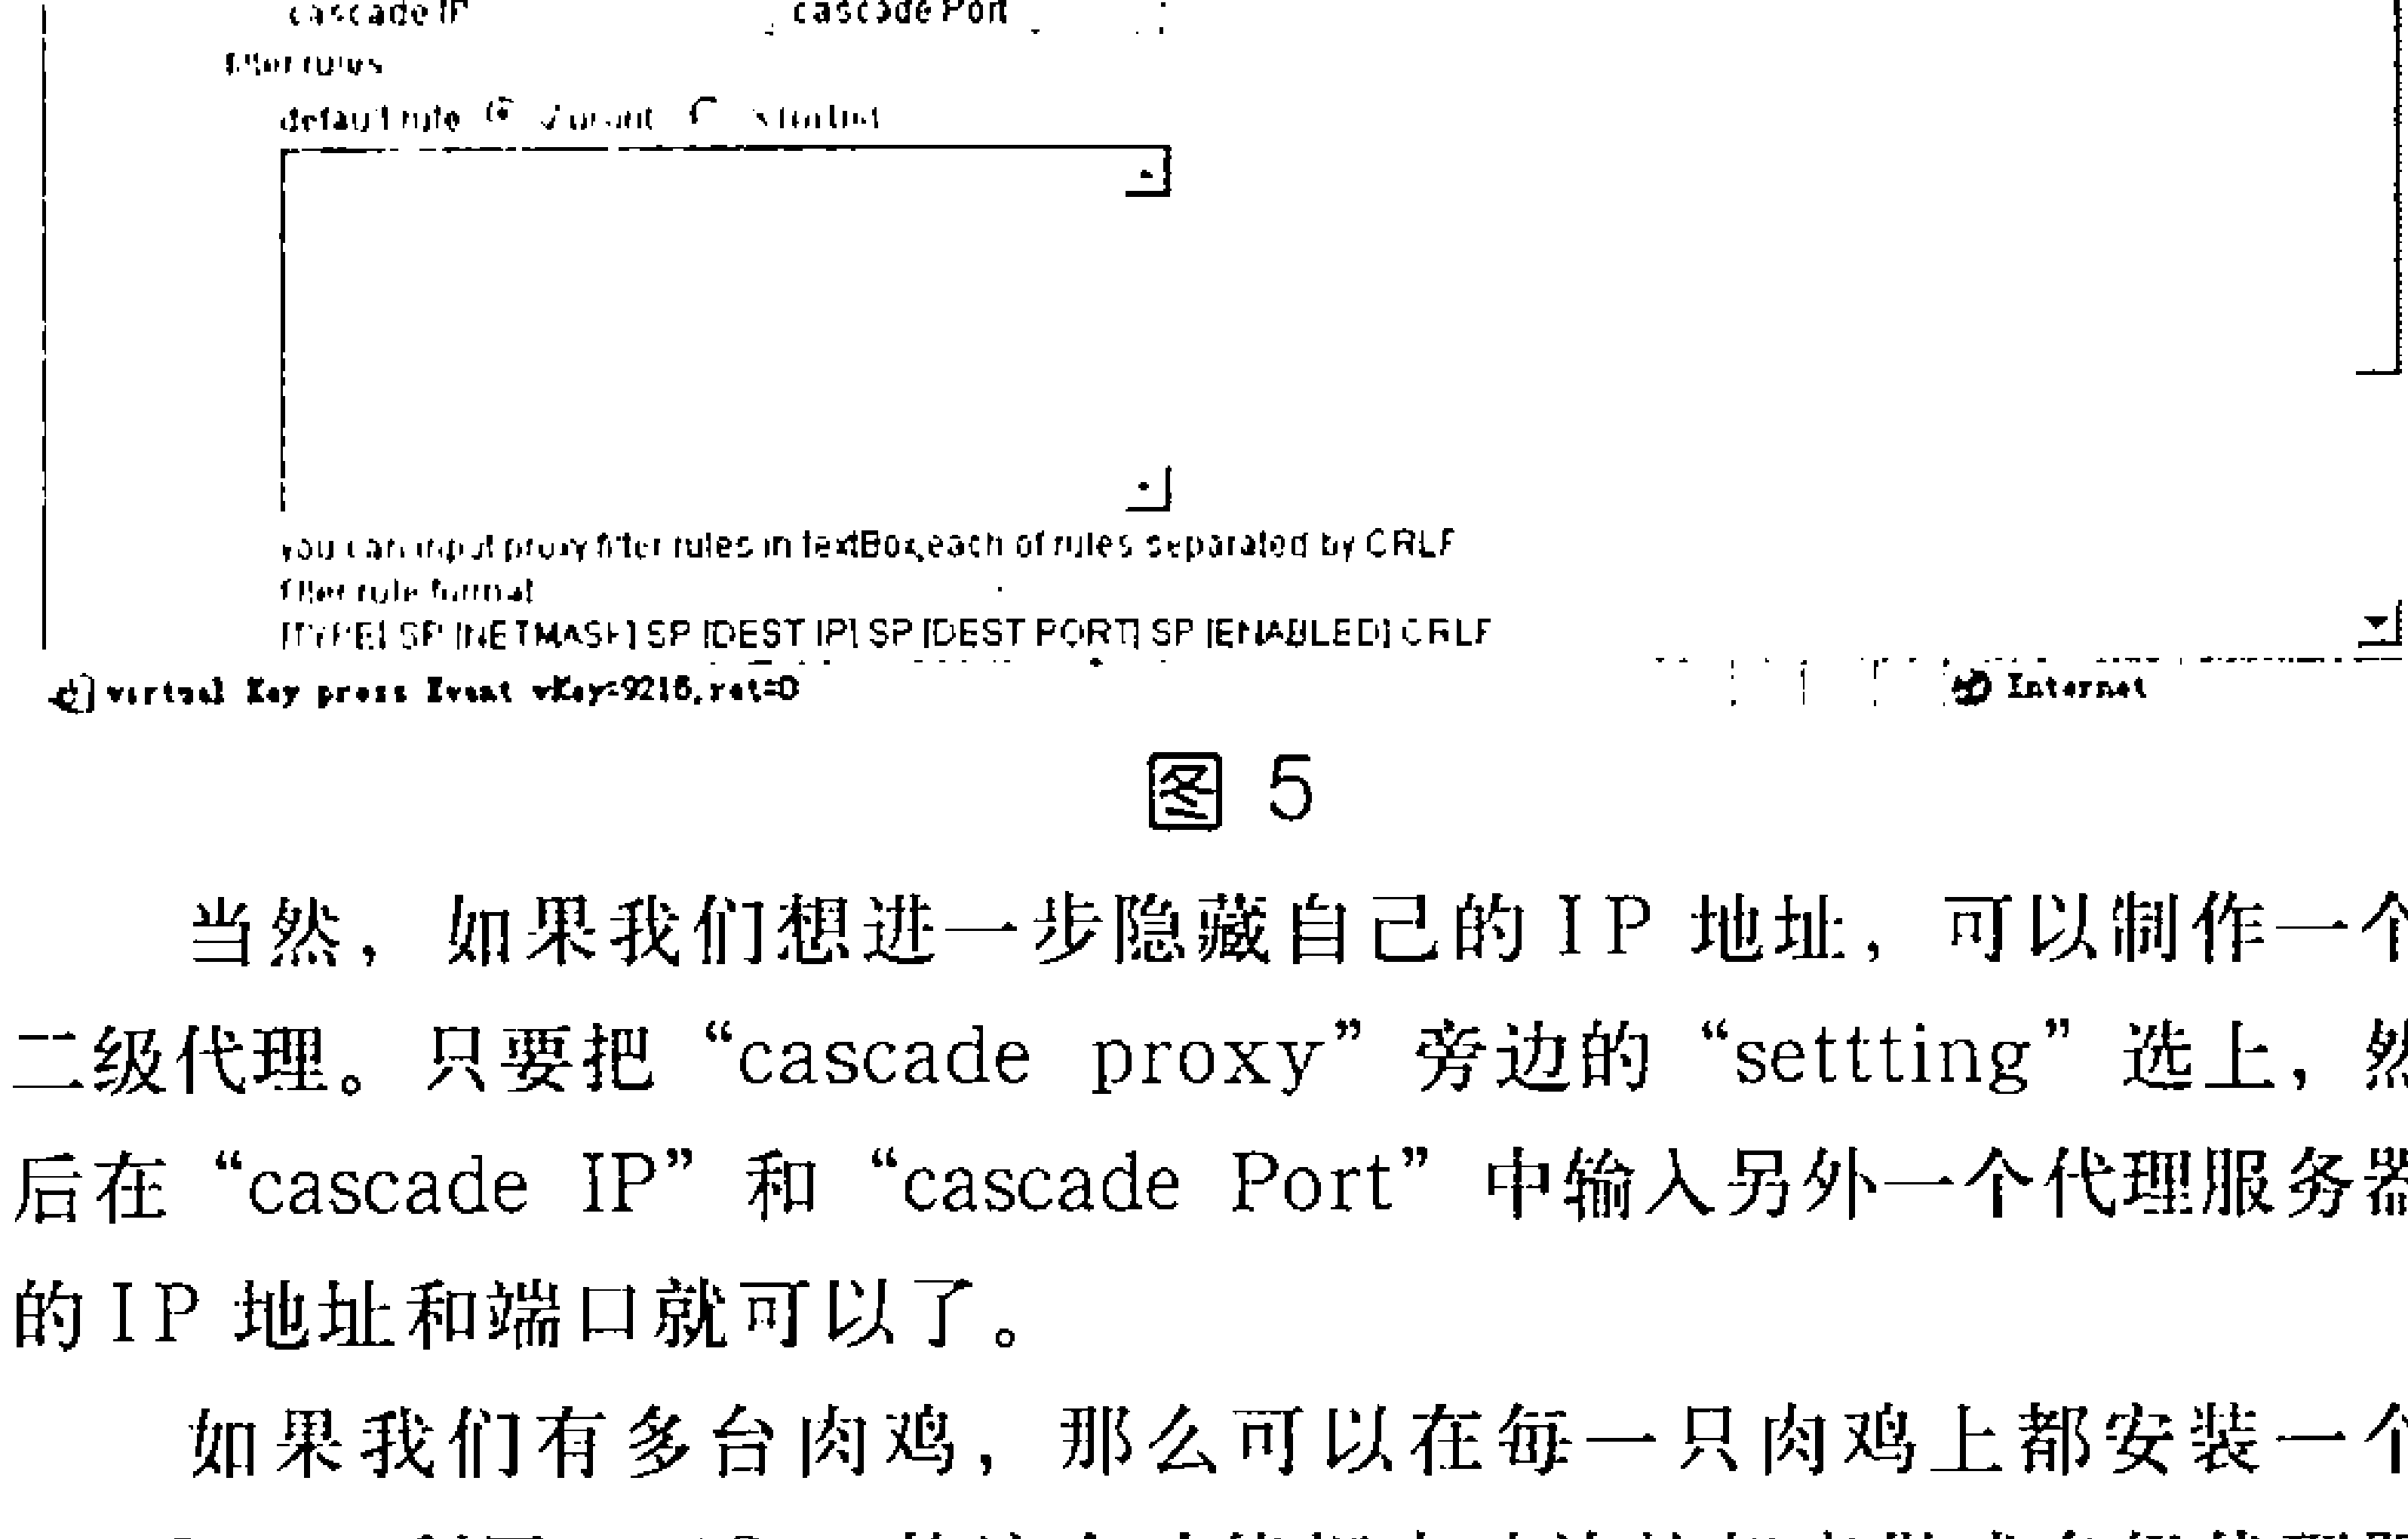 cascade IP cascade Port
filter rules
default rule
you can input proxy filter rules in textBox,each of rules separated by CRLF
filter rule format
[TYPE] SP [NETMASK] SP [DEST IP] SP [DEST PORT] SP [ENABLED] CRLF
virtual Key press Event vKey=9216,ret=0 Internet
图 5
当然，如果我们想进一步隐藏自己的IP 地址，可以制作一个
二级代理。只要把“cascade proxy”旁边的“settting”选上，然
后在“cascade IP”和“cascade Port”中输入另外一个代理服务器
的IP 地址和端口就可以了。
如果我们有多台肉鸡，那么可以在每一只肉鸡上都安装一个